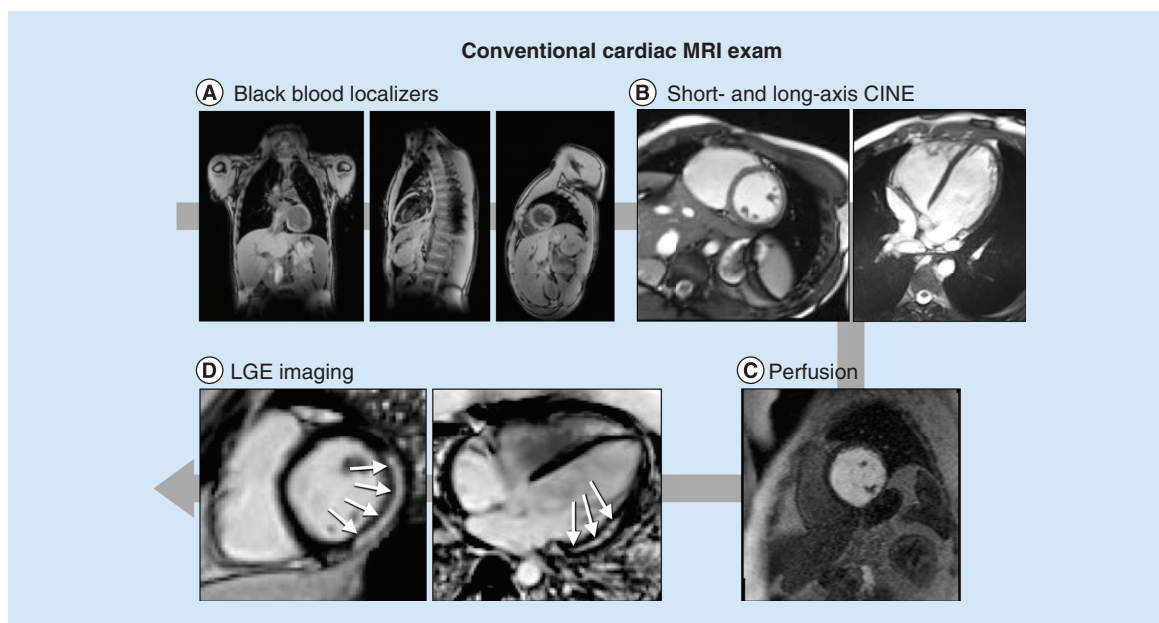 Conventional cardiac MRI exam
A Black blood localizers
B Short- and long-axis CINE
D LGE imaging
C Perfusion